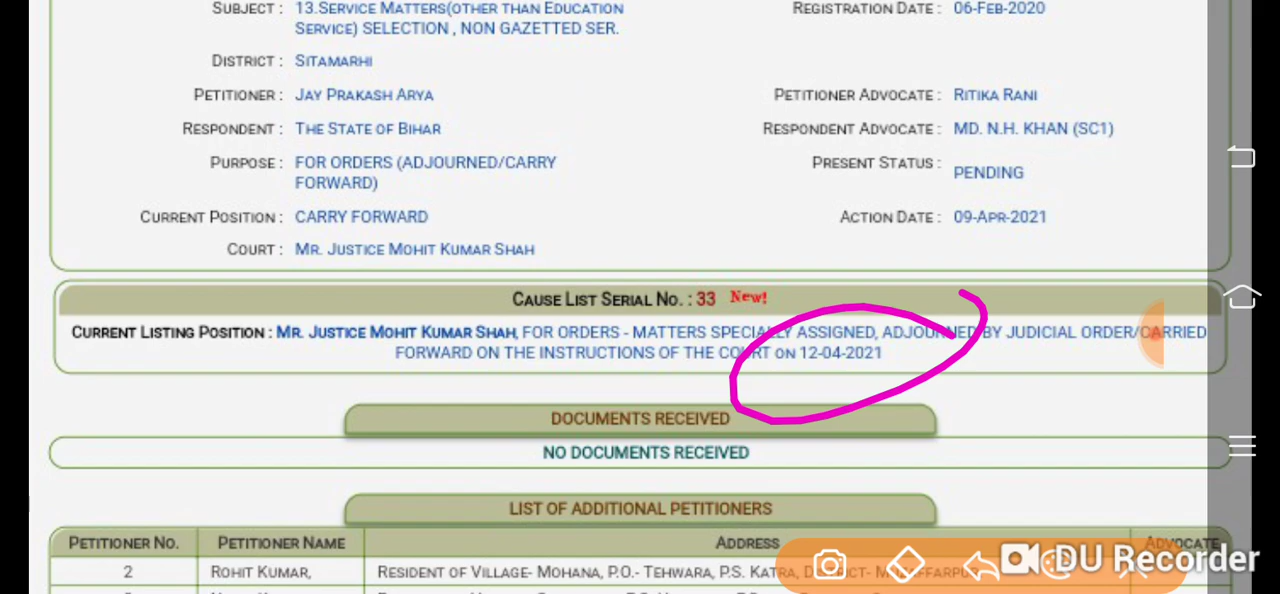 SUBJECT : 13.SERVICE MATTERS(OTHER THAN EDUCATION SERVICE) SELECTION , NON GAZETTED SER.
REGISTRATION DATE : 06-FEB-2020
DISTRICT : SITAMARHI
PETITIONER : JAY PRAKASH ARYA
PETITIONER ADVOCATE : RITIKA RANI
RESPONDENT : THE STATE OF BIHAR
RESPONDENT ADVOCATE : MD. N.H. KHAN (SC1)
PURPOSE : FOR ORDERS (ADJOURNED/CARRY FORWARD)
PRESENT STATUS : PENDING
CURRENT POSITION : CARRY FORWARD
ACTION DATE : 09-APR-2021
COURT : MR. JUSTICE MOHIT KUMAR SHAH
CAUSE LIST SERIAL NO. : 33 New!
CURRENT LISTING POSITION : MR. JUSTICE MOHIT KUMAR SHAH, FOR ORDERS - MATTERS SPECIALLY ASSIGNED, ADJOURNED BY JUDICIAL ORDER/CARRIED
FORWARD ON THE INSTRUCTIONS OF THE COURT ON 12-04-2021
DOCUMENTS RECEIVED
NO DOCUMENTS RECEIVED
LIST OF ADDITIONAL PETITIONERS
PETITIONER NO. PETITIONER NAME ADDRESS ADVOCATE
2 ROHIT KUMAR, RESIDENT OF VILLAGE- MOHANA, P.O.- TEHWARA, P.S. KATRA,
DU Recorder